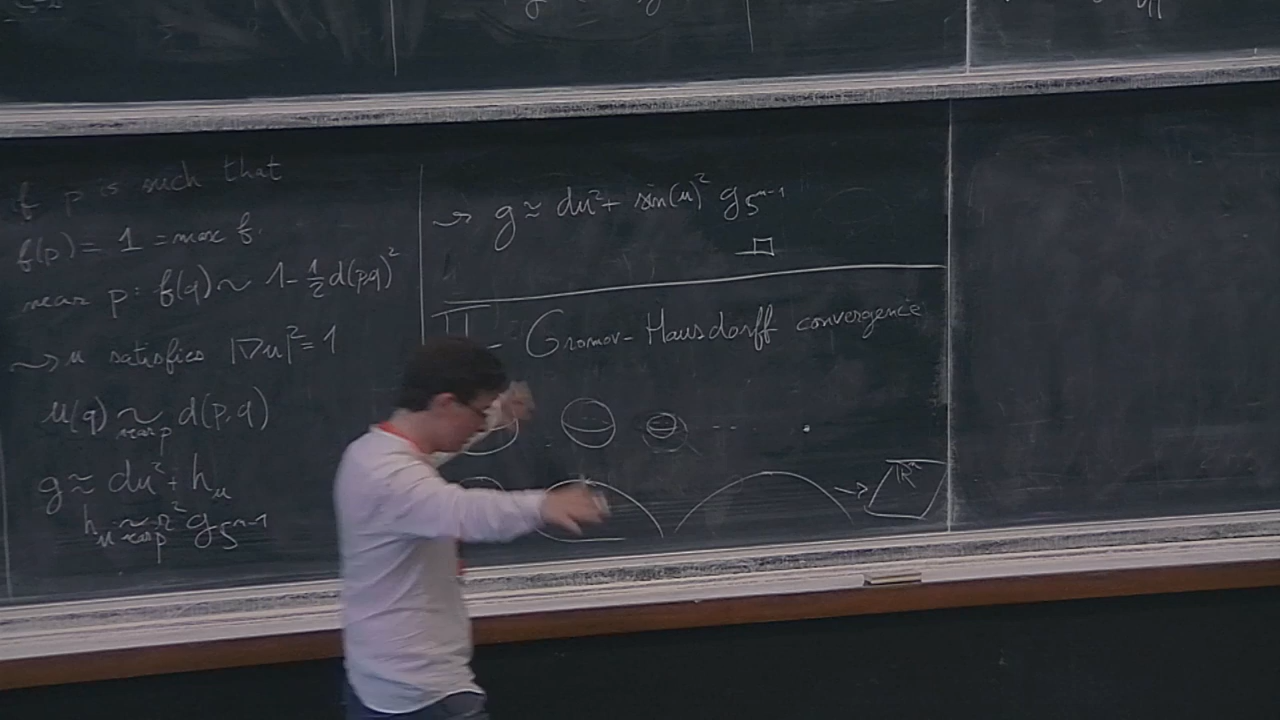 If p is such that
f(p) = 1 = max f.
near p: f(q) ~ 1 - 1/2 d(p,q)²
⇝ u satisfies |∇u|² = 1
u(q) ~ d(p,q)
near p
g ≈ du² + h_u
h_u ~ r² g_{S^{n-1}}
near p
⇝ g ≈ du² + sin(u)² g_{S^{n-1}}
□
II - Gromov-Hausdorff convergence
...
→ ℝⁿ